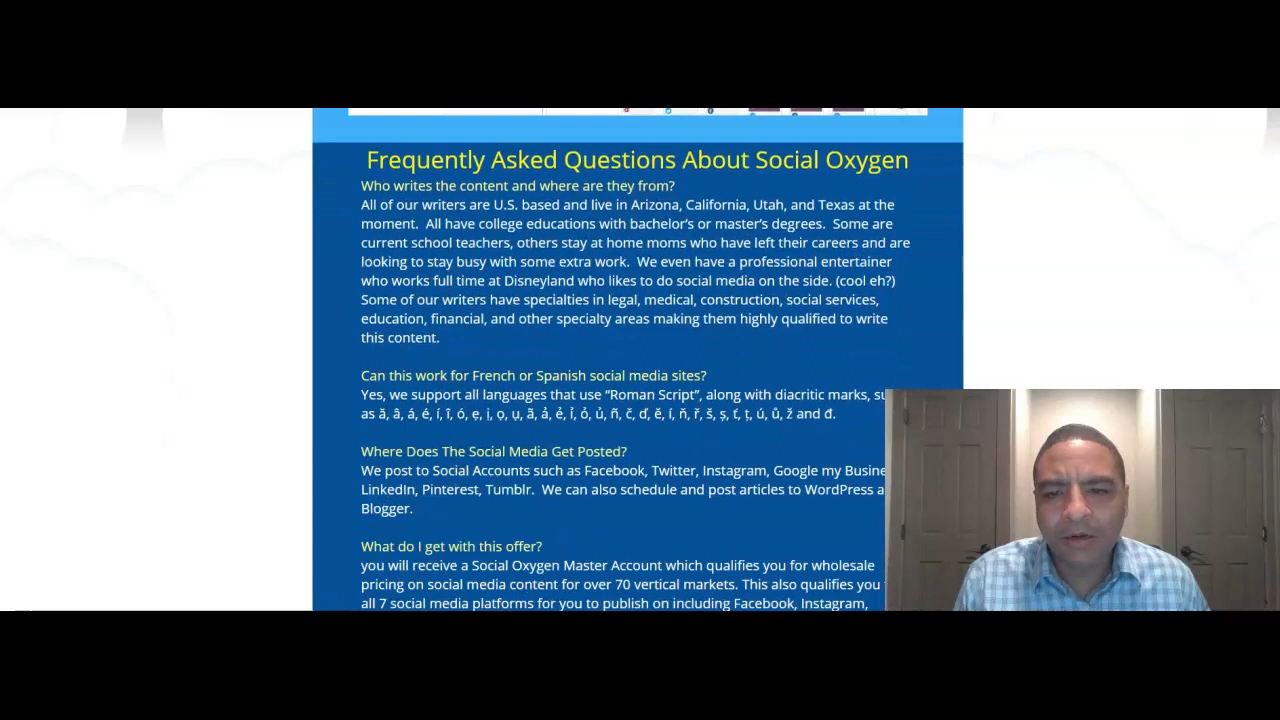 Frequently Asked Questions About Social Oxygen
Who writes the content and where are they from?
All of our writers are U.S. based and live in Arizona, California, Utah, and Texas at the
moment.  All have college educations with bachelor's or master's degrees.  Some are
current school teachers, others stay at home moms who have left their careers and are
looking to stay busy with some extra work.  We even have a professional entertainer
who works full time at Disneyland who likes to do social media on the side. (cool eh?)
Some of our writers have specialties in legal, medical, construction, social services,
education, financial, and other specialty areas making them highly qualified to write
this content.
Can this work for French or Spanish social media sites?
Yes, we support all languages that use “Roman Script”, along with diacritic marks, su
as ă, â, á, é, í, î, ó, ẹ, ị, ọ, ụ, ã, ả, ẻ, ỉ, ỏ, ủ, ñ, č, ď, ě, í, ň, ř, š, ș, ť, ț, ú, ů, ž and đ.
Where Does The Social Media Get Posted?
We post to Social Accounts such as Facebook, Twitter, Instagram, Google my Busine
LinkedIn, Pinterest, Tumblr.  We can also schedule and post articles to WordPress a
Blogger.
What do I get with this offer?
you will receive a Social Oxygen Master Account which qualifies you for wholesale
pricing on social media content for over 70 vertical markets. This also qualifies you
all 7 social media platforms for you to publish on including Facebook, Instagram,